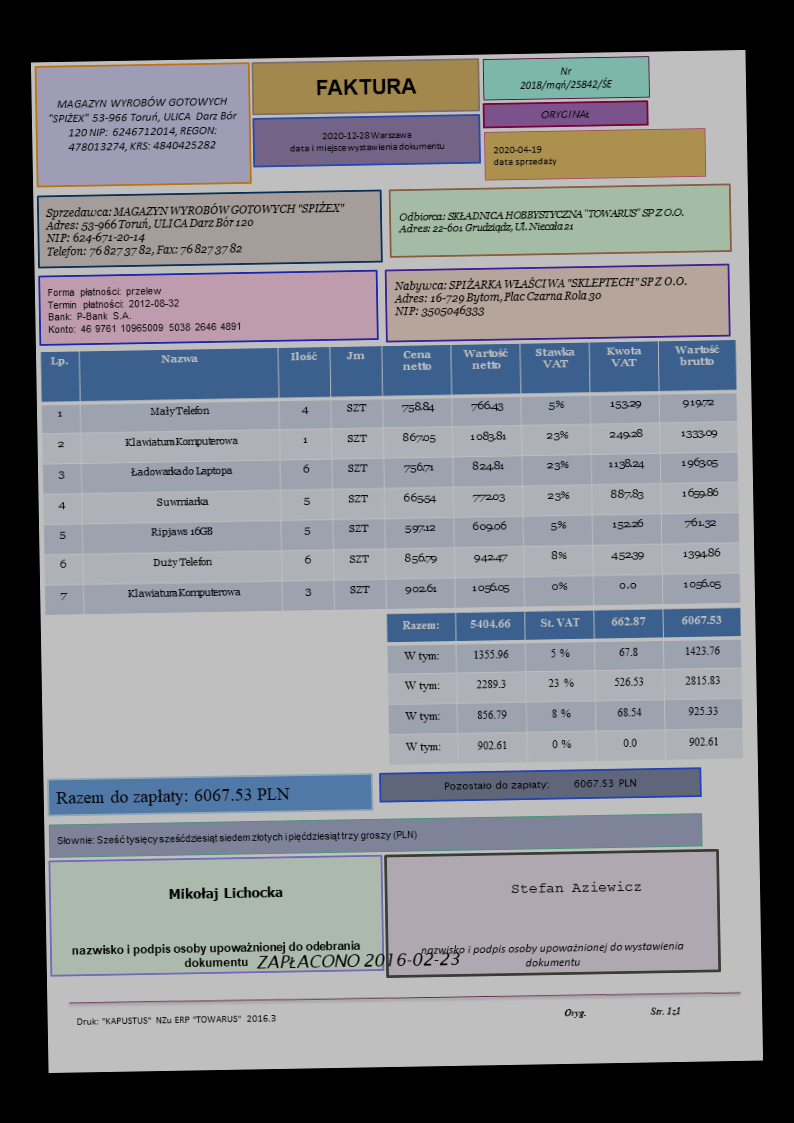 MAGAZYN WYROBÓW GOTOWYCH
"SPIŻEX" 53-966 Toruń, ULICA Darz Bór
120 NIP: 6246712014, REGON:
478013274, KRS: 4840425282
FAKTURA
2020-12-28 Warszawa
data i miejsce wystawienia dokumentu
Nr
2018/mqń/25842/ŚE
ORYGINAŁ
2020-04-19
data sprzedaży
Sprzedawca: MAGAZYN WYROBÓW GOTOWYCH "SPIŻEX"
Adres: 53-966 Toruń, ULICA Darz Bór 120
NIP: 624-671-20-14
Telefon: 76 827 37 82, Fax: 76 827 37 82
Odbiorca: SKŁADNICA HOBBYSTYCZNA "TOWARUS" SP Z O.O.
Adres: 22-601 Grudziądz, Ul. Niecała 21
Forma płatności: przelew
Termin płatności: 2012-08-32
Bank: P-Bank S.A.
Konto: 46 9761 10965009 5038 2646 4891
Nabywca: SPIŻARKA WŁAŚCIWA "SKLEPTECH" SP Z O.O.
Adres: 16-729 Bytom, Plac Czarna Rola 30
NIP: 3505046333
Lp. Nazwa Ilość Jm Cena netto Wartość netto Stawka VAT Kwota VAT Wartość brutto
1 Mały Telefon 4 SZT 758.84 766.43 5% 153.29 919.72
2 Klawiatura Komputerowa 1 SZT 867.05 1083.81 23% 249.28 1333.09
3 Ładowarka do Laptopa 6 SZT 756.71 824.81 23% 1138.24 1963.05
4 Suwmiarka 5 SZT 665.54 772.03 23% 887.83 1659.86
5 Ripjaws 16GB 5 SZT 597.12 609.06 5% 152.26 761.32
6 Duży Telefon 6 SZT 856.79 942.47 8% 452.39 1394.86
7 Klawiatura Komputerowa 3 SZT 902.61 1056.05 0% 0.0 1056.05
Razem: 5404.66 St. VAT 662.87 6067.53
W tym: 1355.96 5 % 67.8 1423.76
W tym: 2289.3 23 % 526.53 2815.83
W tym: 856.79 8 % 68.54 925.33
W tym: 902.61 0 % 0.0 902.61
Razem do zapłaty: 6067.53 PLN
Pozostało do zapłaty: 6067.53 PLN
Słownie: Sześć tysięcy sześćdziesiąt siedem złotych i pięćdziesiąt trzy groszy (PLN)
Mikołaj Lichocka
nazwisko i podpis osoby upoważnionej do odebrania
dokumentu
Stefan Aziewicz
nazwisko i podpis osoby upoważnionej do wystawienia
dokumentu
ZAPŁACONO 2016-02-23
Druk: "KAPUSTUS" NZu ERP "TOWARUS" 2016.3
Oryg.
Str. 1z1